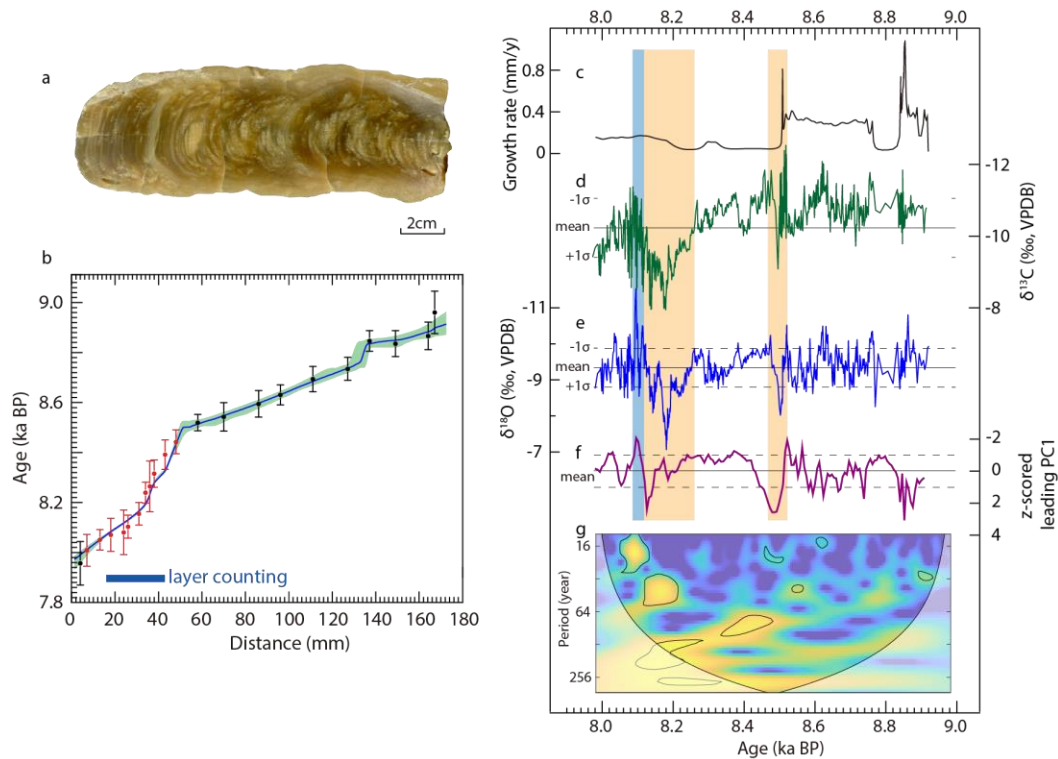 a
2cm
b
Age (ka BP)
9.0
8.6
8.2
7.8
layer counting
0 20 40 60 80 100 120 140 160 180
Distance (mm)
8.0 8.2 8.4 8.6 8.8 9.0
c
Growth rate (mm/y)
0.8
0.4
0
d
-1σ
mean
+1σ
-12
-10
-8
δ¹³C (‰, VPDB)
e
-11
-9
-7
δ¹⁸O (‰, VPDB)
-1σ
mean
+1σ
f
mean
-2
0
2
4
z-scored
leading PC1
g
Period (year)
16
64
256
8.0 8.2 8.4 8.6 8.8 9.0
Age (ka BP)